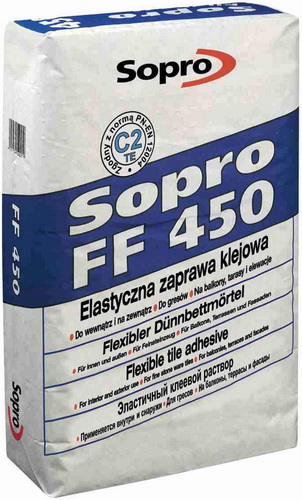 Sopro
Zgodny z normą PN-EN 12004
C2
TE
Sopro
FF 450
Elastyczna zaprawa klejowa
• Do wewnątrz i na zewnątrz • Do gresów • Na balkony, tarasy i elewacje
Flexibler Dünnbettmörtel
• Für innen und außen • Für Feinsteinzeug • Für Balkone, Terrassen und Fassaden
Flexible tile adhesive
• For interior and exterior use • For fine stone ware tiles • For balconies, terraces and facades
Эластичный клеевой раствор
• Применяется внутри и снаружи • Для гресов • На балконы, террасы и фасады
Sopro
FF 450
Sopro